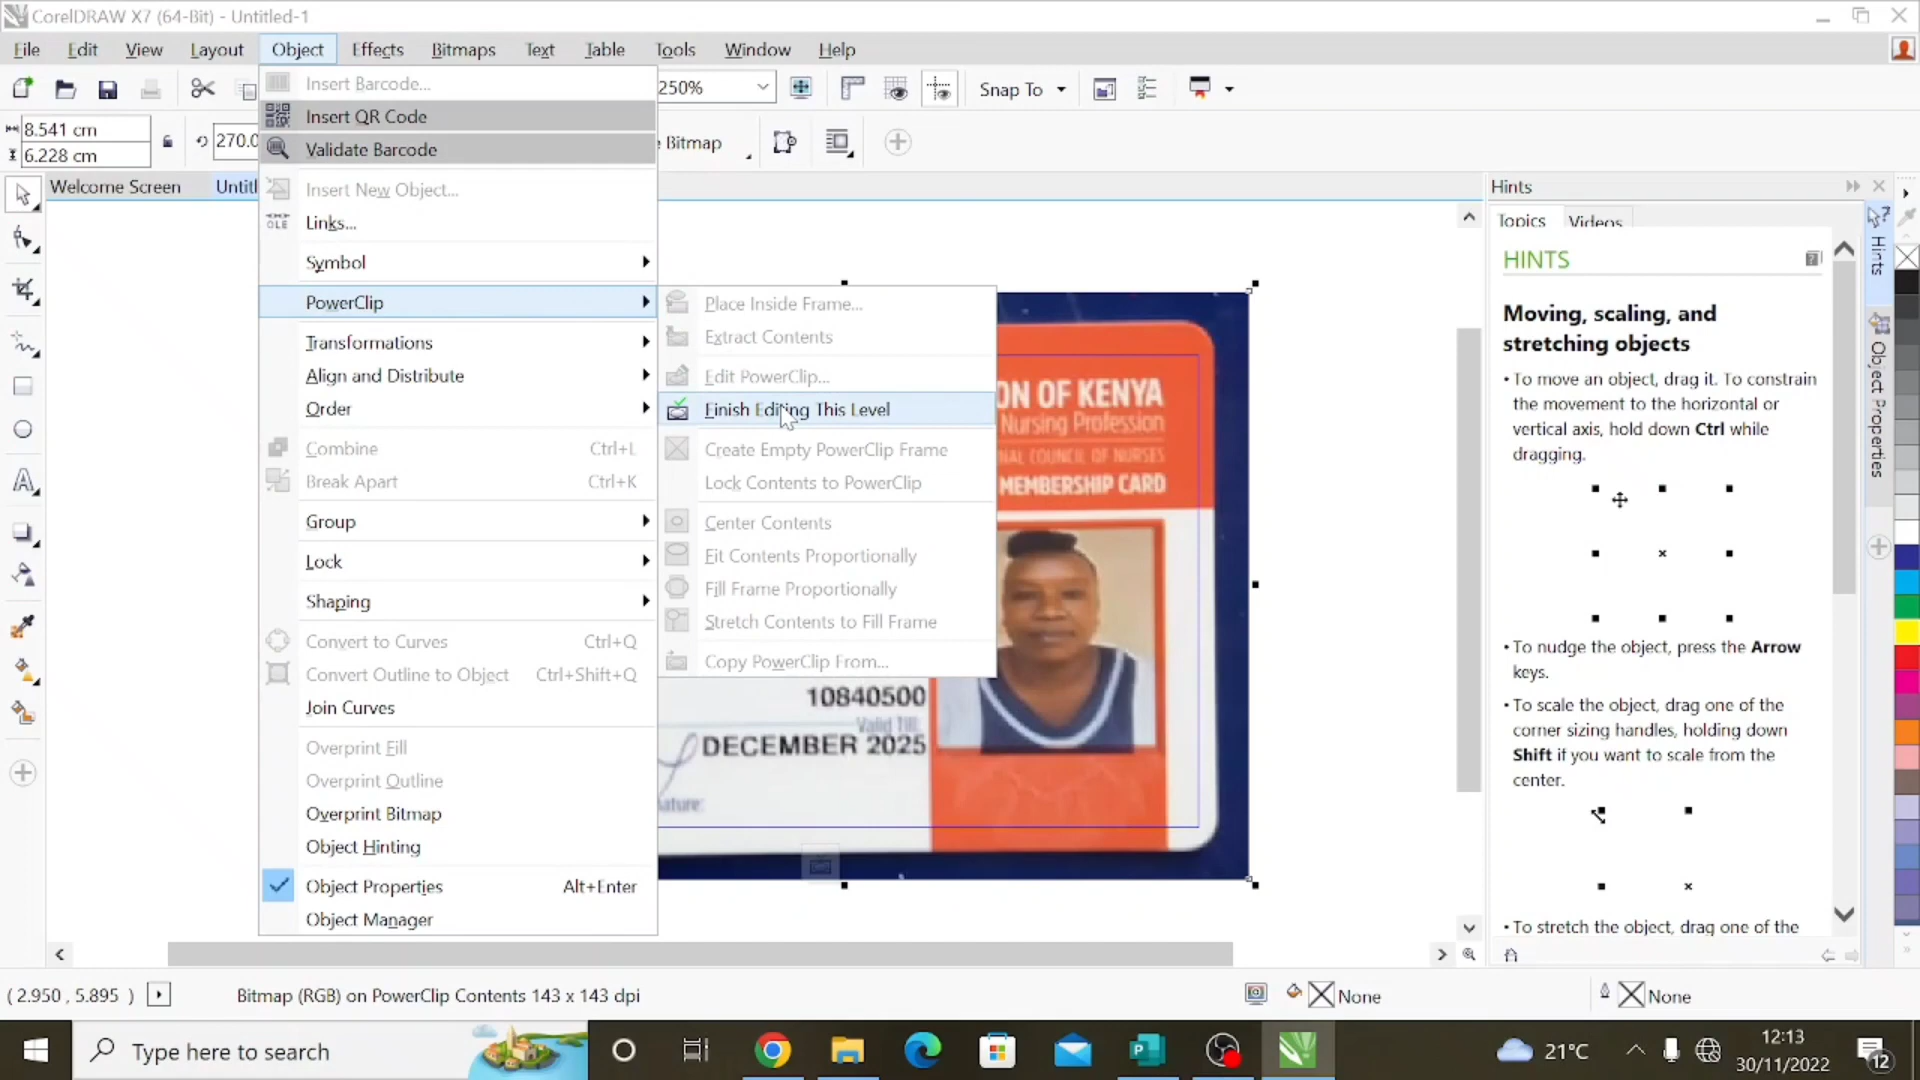 CorelDRAW X7 (64-Bit) - Untitled-1
File Edit View Layout Object Effects Bitmaps Text Table Tools Window Help
250% Snap To
8.541 cm
6.228 cm
270.0
Bitmap
Welcome Screen
Insert Barcode...
Insert QR Code
Validate Barcode
Insert New Object...
OLE Links...
Symbol
PowerClip
Transformations
Align and Distribute
Order
Combine Ctrl+L
Break Apart Ctrl+K
Group
Lock
Shaping
Convert to Curves Ctrl+Q
Convert Outline to Object Ctrl+Shift+Q
Join Curves
Overprint Fill
Overprint Outline
Overprint Bitmap
Object Hinting
Object Properties Alt+Enter
Object Manager
Place Inside Frame...
Extract Contents
Edit PowerClip...
Finish Editing This Level
Create Empty PowerClip Frame
Lock Contents to PowerClip
Center Contents
Fit Contents Proportionally
Fill Frame Proportionally
Stretch Contents to Fill Frame
Copy PowerClip From...
OF KENYA
Nursing Profession
COUNCIL OF NURSES
MEMBERSHIP CARD
10840500
Valid Till:
DECEMBER 2025
Hints
Topics Videos
HINTS
Moving, scaling, and
stretching objects
• To move an object, drag it. To constrain
the movement to the horizontal or
vertical axis, hold down Ctrl while
dragging.
• To nudge the object, press the Arrow
keys.
• To scale the object, drag one of the
corner sizing handles, holding down
Shift if you want to scale from the
center.
• To stretch the object, drag one of the
Hints
Object Properties
( 2.950 , 5.895 ) Bitmap (RGB) on PowerClip Contents 143 x 143 dpi None None
Type here to search
21°C
12:13
30/11/2022
12